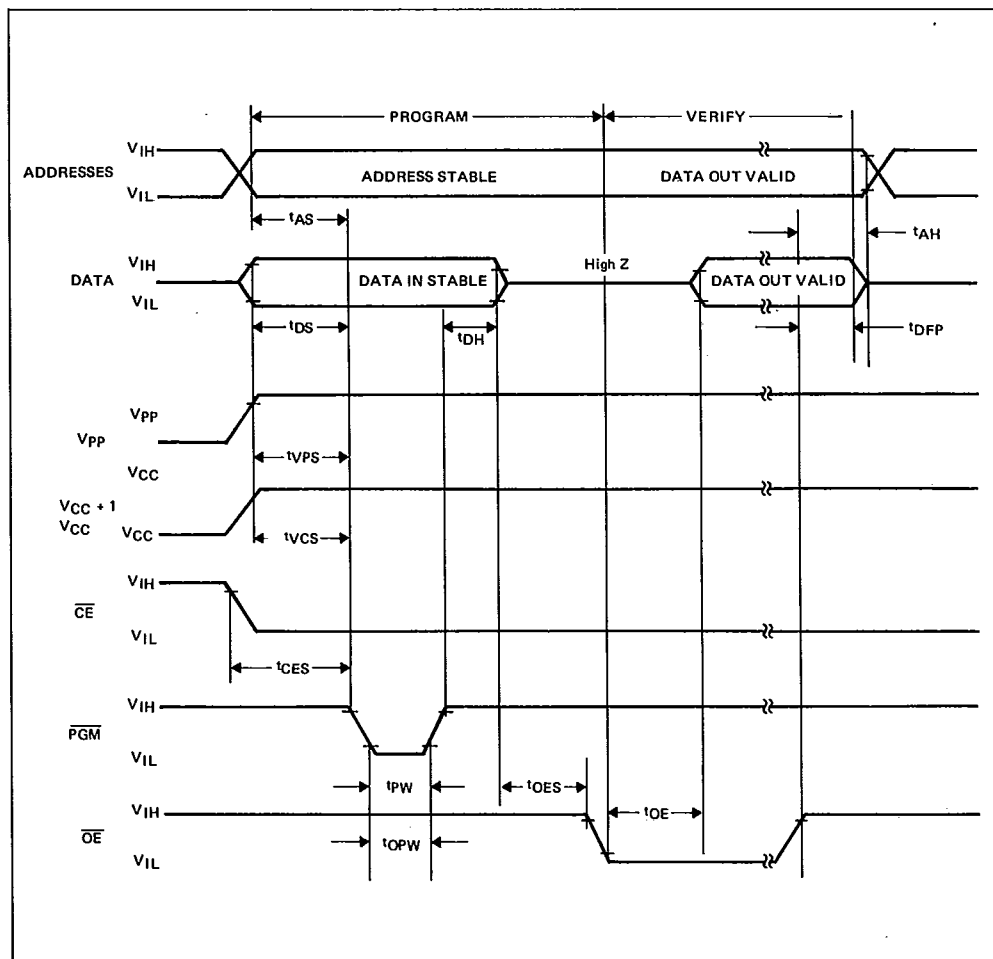 PROGRAM VERIFY
VIH
ADDRESSES ADDRESS STABLE DATA OUT VALID
VIL
tAS tAH
VIH High Z
DATA DATA IN STABLE DATA OUT VALID
VIL
tDS tDH tDFP
VPP
VPP
tVPS
VCC
VCC + 1
VCC VCC
tVCS
VIH
CE
VIL
tCES
VIH
PGM
VIL
tPW tOES
VIH tOE
OE tOPW
VIL